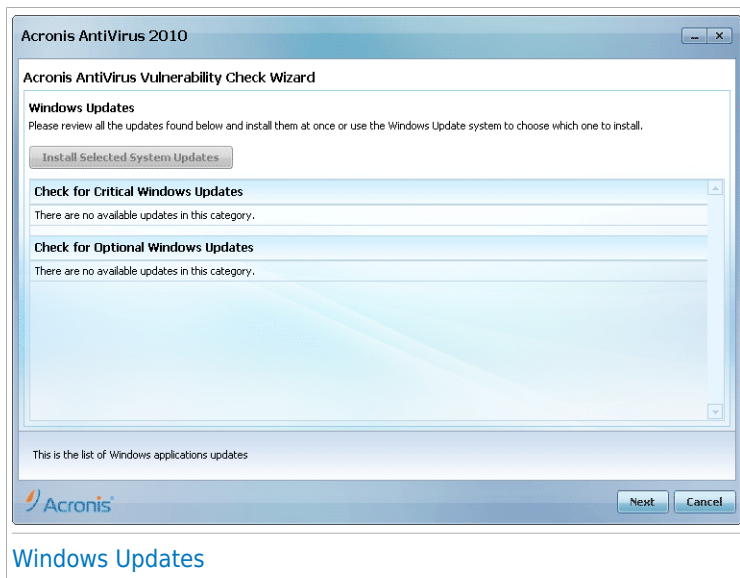 Acronis AntiVirus 2010
Acronis AntiVirus Vulnerability Check Wizard
Windows Updates
Please review all the updates found below and install them at once or use the Windows Update system to choose which one to install.
Install Selected System Updates
Check for Critical Windows Updates
There are no available updates in this category.
Check for Optional Windows Updates
There are no available updates in this category.
This is the list of Windows applications updates
Acronis
Next Cancel
Windows Updates